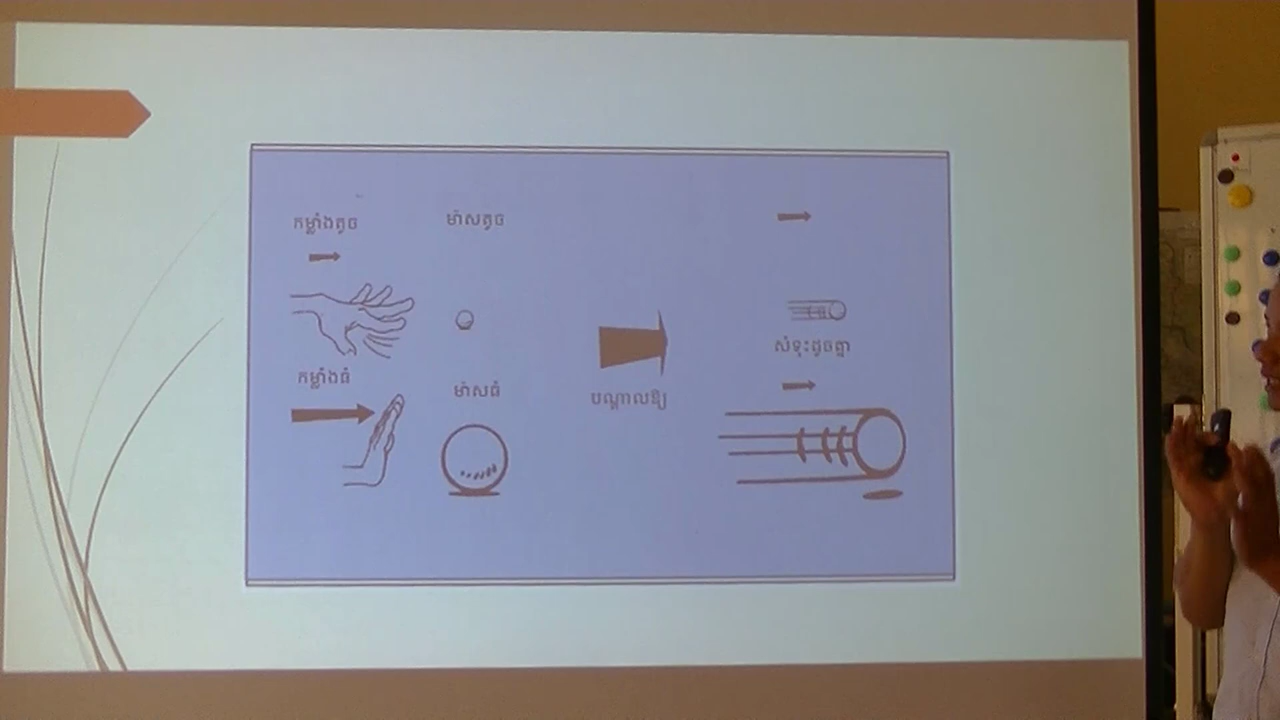 កម្លាំងតូច
ម៉ាសតូច
សំទុះដូចគ្នា
កម្លាំងធំ
ម៉ាសធំ
បណ្តាលឱ្យ